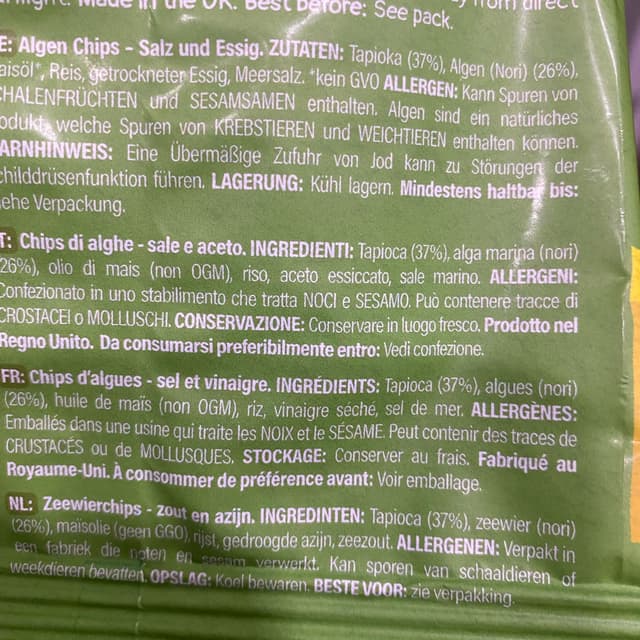 Made in the UK. Best before: See pack.
from direct
E: Algen Chips - Salz und Essig. ZUTATEN: Tapioka (37%), Algen (Nori) (26%),
aisöl*, Reis, getrockneter Essig, Meersalz. *kein GVO ALLERGEN: Kann Spuren von
CHALENFRÜCHTEN und SESAMSAMEN enthalten. Algen sind ein natürliches
odukt, welche Spuren von KREBSTIEREN und WEICHTIEREN enthalten können.
ARNHINWEIS: Eine Übermäßige Zufuhr von Jod kann zu Störungen der
childdrüsenfunktion führen. LAGERUNG: Kühl lagern. Mindestens haltbar bis:
iehe Verpackung.
T: Chips di alghe - sale e aceto. INGREDIENTI: Tapioca (37%), alga marina (nori)
26%), olio di mais (non OGM), riso, aceto essiccato, sale marino. ALLERGENI:
Confezionato in uno stabilimento che tratta NOCI e SESAMO. Può contenere tracce di
CROSTACEI o MOLLUSCHI. CONSERVAZIONE: Conservare in luogo fresco. Prodotto nel
Regno Unito. Da consumarsi preferibilmente entro: Vedi confezione.
FR: Chips d'algues - sel et vinaigre. INGRÉDIENTS: Tapioca (37%), algues (nori)
(26%), huile de maïs (non OGM), riz, vinaigre séché, sel de mer. ALLERGÈNES:
Emballés dans une usine qui traite les NOIX et le SÉSAME. Peut contenir des traces de
CRUSTACÉS ou de MOLLUSQUES. STOCKAGE: Conserver au frais. Fabriqué au
Royaume-Uni. À consommer de préférence avant: Voir emballage.
NL: Zeewierchips - zout en azijn. INGREDINTEN: Tapioca (37%), zeewier (nori)
(26%), maïsolie (geen GGO), rijst, gedroogde azijn, zeezout. ALLERGENEN: Verpakt in
een fabriek die noten en sesam verwerkt. Kan sporen van schaaldieren of
weekdieren bevatten. OPSLAG: Koel bewaren. BESTE VOOR: zie verpakking.